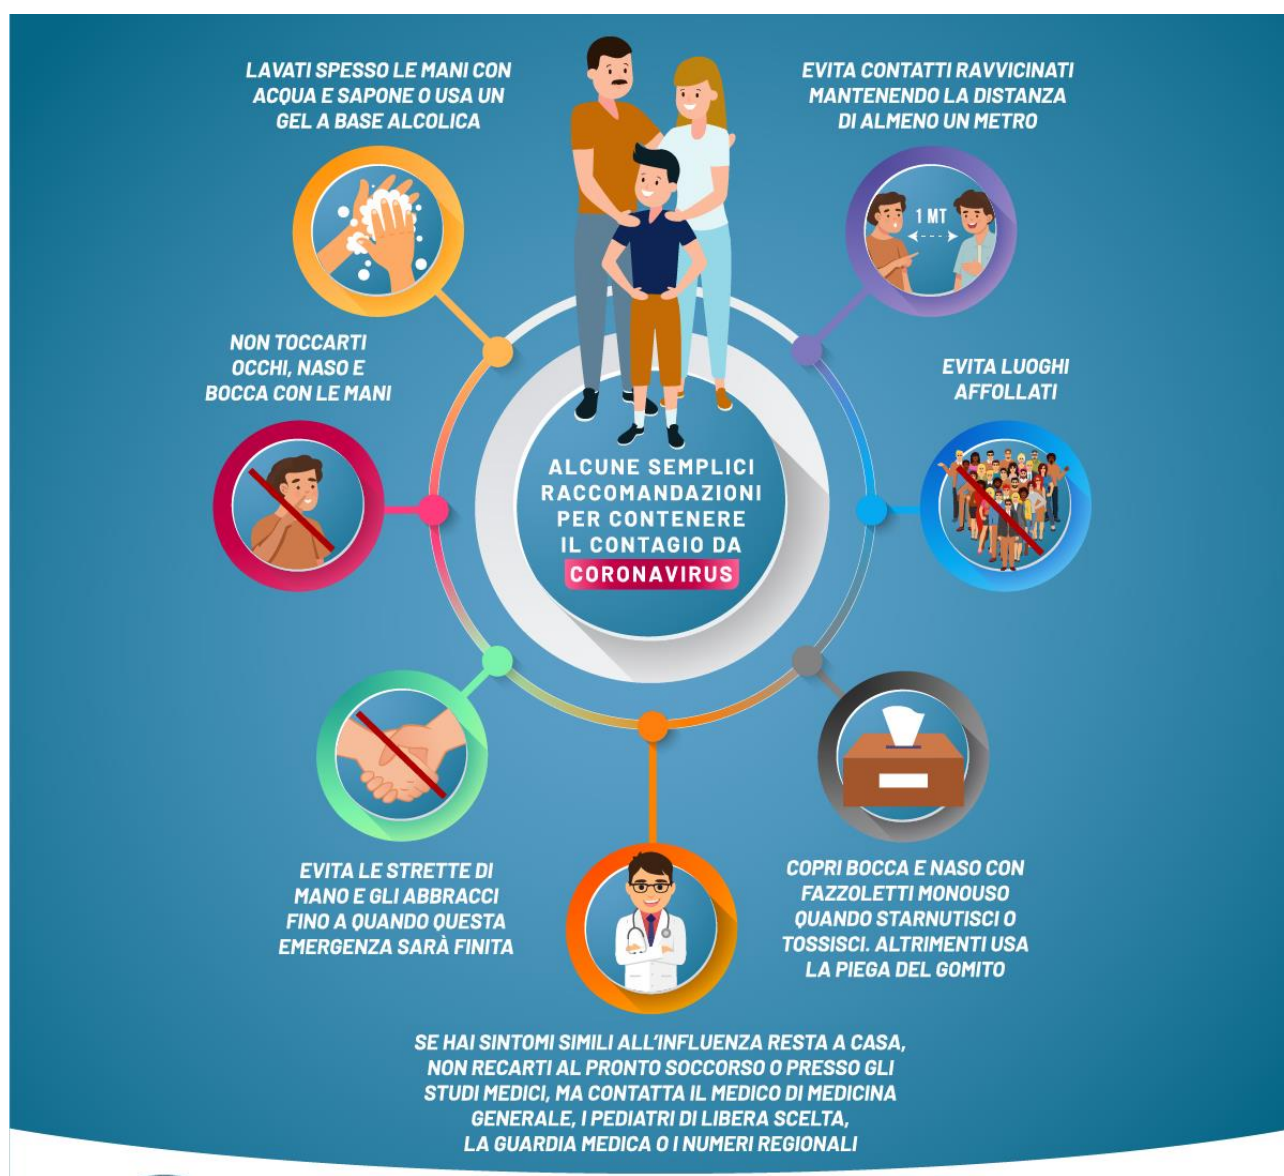 LAVATI SPESSO LE MANI CON
ACQUA E SAPONE O USA UN
GEL A BASE ALCOLICA
EVITA CONTATTI RAVVICINATI
MANTENENDO LA DISTANZA
DI ALMENO UN METRO
1 MT
NON TOCCARTI
OCCHI, NASO E
BOCCA CON LE MANI
EVITA LUOGHI
AFFOLLATI
ALCUNE SEMPLICI
RACCOMANDAZIONI
PER CONTENERE
IL CONTAGIO DA
CORONAVIRUS
EVITA LE STRETTE DI
MANO E GLI ABBRACCI
FINO A QUANDO QUESTA
EMERGENZA SARÀ FINITA
COPRI BOCCA E NASO CON
FAZZOLETTI MONOUSO
QUANDO STARNUTISCI O
TOSSISCI. ALTRIMENTI USA
LA PIEGA DEL GOMITO
SE HAI SINTOMI SIMILI ALL'INFLUENZA RESTA A CASA,
NON RECARTI AL PRONTO SOCCORSO O PRESSO GLI
STUDI MEDICI, MA CONTATTA IL MEDICO DI MEDICINA
GENERALE, I PEDIATRI DI LIBERA SCELTA,
LA GUARDIA MEDICA O I NUMERI REGIONALI